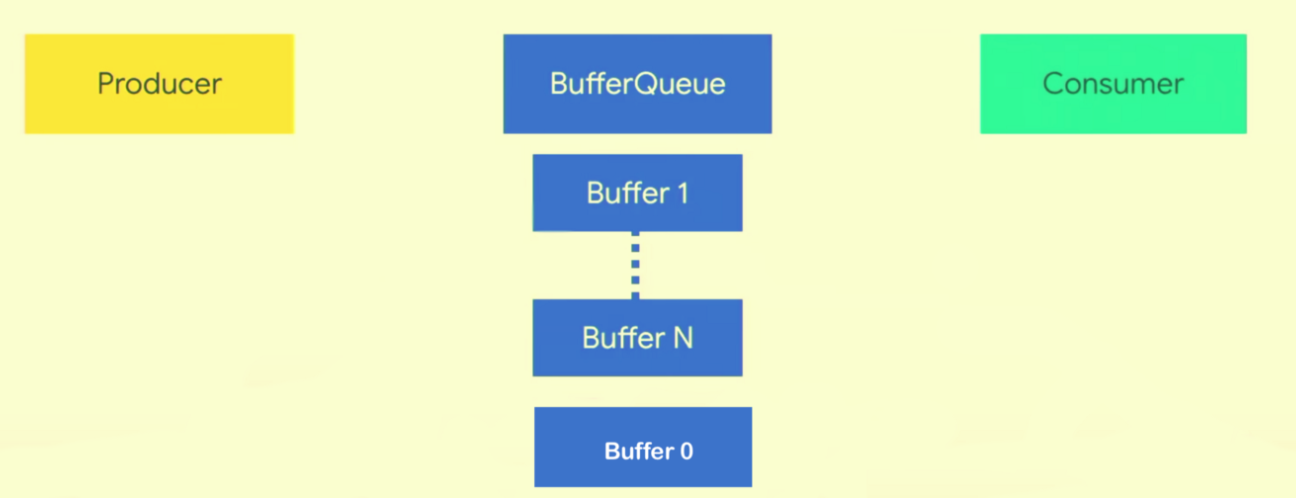 Producer
BufferQueue
Consumer
Buffer 1
Buffer N
Buffer 0